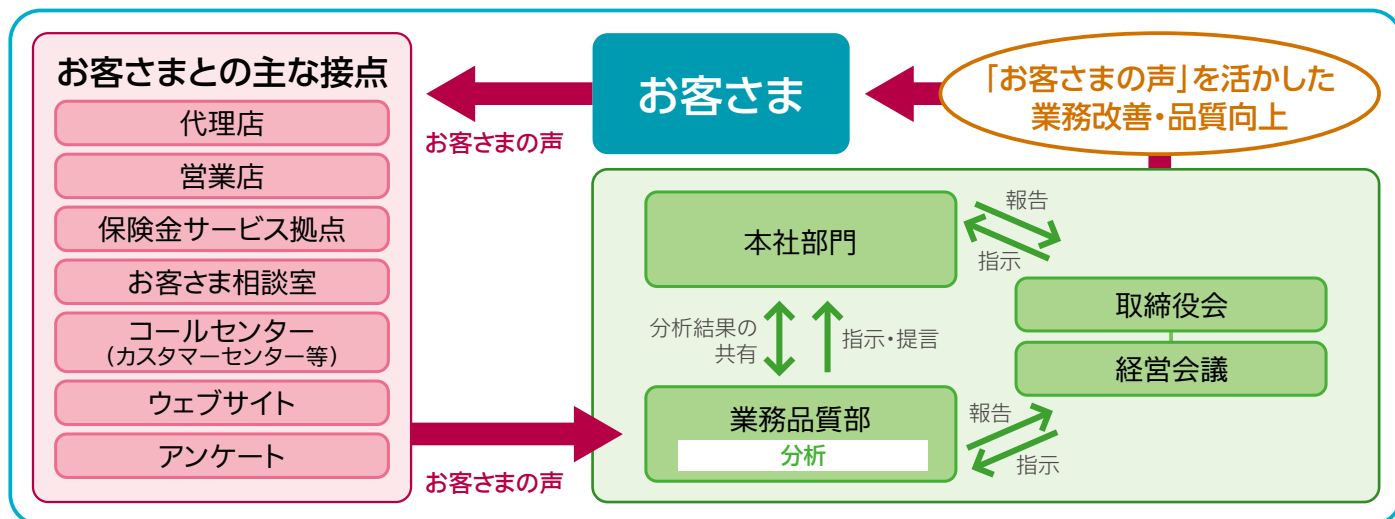 お客さまとの主な接点
代理店
営業店
保険金サービス拠点
お客さま相談室
コールセンター
（カスタマーセンター等）
ウェブサイト
アンケート
お客さまの声
お客さま
「お客さまの声」を活かした
業務改善・品質向上
お客さまの声
本社部門
報告
指示
分析結果の
共有
指示・提言
取締役会
経営会議
業務品質部
分析
報告
指示